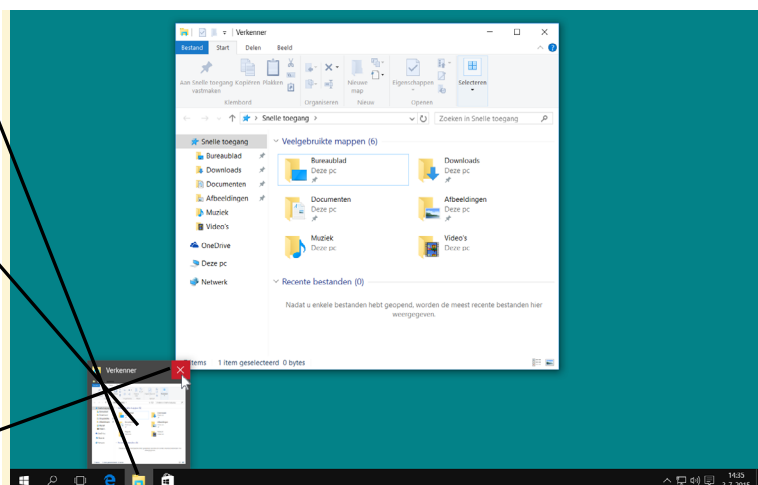 Verkenner
Bestand Start Delen Beeld
Aan Snelle toegang vastmaken
Kopiëren
Plakken
Nieuwe map
Eigenschappen
Selecteren
Klembord Organiseren Nieuw Openen
Snelle toegang
Zoeken in Snelle toegang
Snelle toegang
Bureaublad
Downloads
Documenten
Afbeeldingen
Muziek
Video's
OneDrive
Deze pc
Netwerk
Veelgebruikte mappen (6)
Bureaublad
Deze pc
Downloads
Deze pc
Documenten
Deze pc
Afbeeldingen
Deze pc
Muziek
Deze pc
Video's
Deze pc
Recente bestanden (0)
Nadat u enkele bestanden hebt geopend, worden de meest recente bestanden hier
weergegeven.
items 1 item geselecteerd 0 bytes
Verkenner
14:35